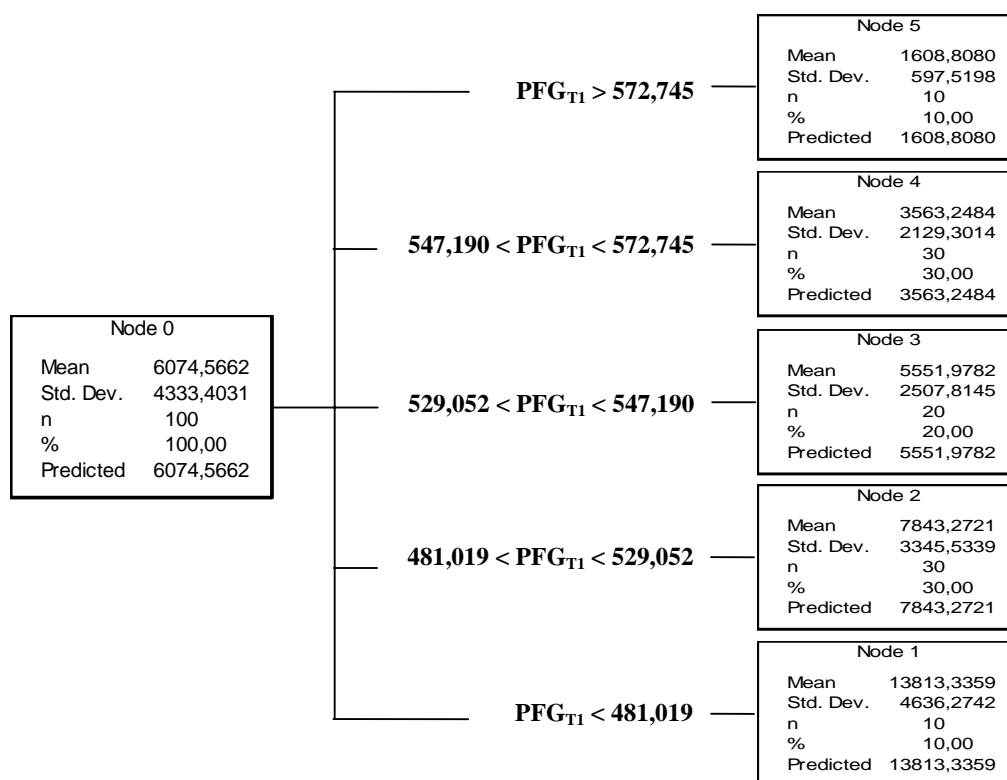 Node 5
Mean 1608,8080
Std. Dev. 597,5198
n 10
% 10,00
Predicted 1608,8080
PFGT1 > 572,745
Node 4
Mean 3563,2484
Std. Dev. 2129,3014
n 30
% 30,00
Predicted 3563,2484
547,190 < PFGT1 < 572,745
Node 0
Mean 6074,5662
Std. Dev. 4333,4031
n 100
% 100,00
Predicted 6074,5662
Node 3
Mean 5551,9782
Std. Dev. 2507,8145
n 20
% 20,00
Predicted 5551,9782
529,052 < PFGT1 < 547,190
Node 2
Mean 7843,2721
Std. Dev. 3345,5339
n 30
% 30,00
Predicted 7843,2721
481,019 < PFGT1 < 529,052
Node 1
Mean 13813,3359
Std. Dev. 4636,2742
n 10
% 10,00
Predicted 13813,3359
PFGT1 < 481,019